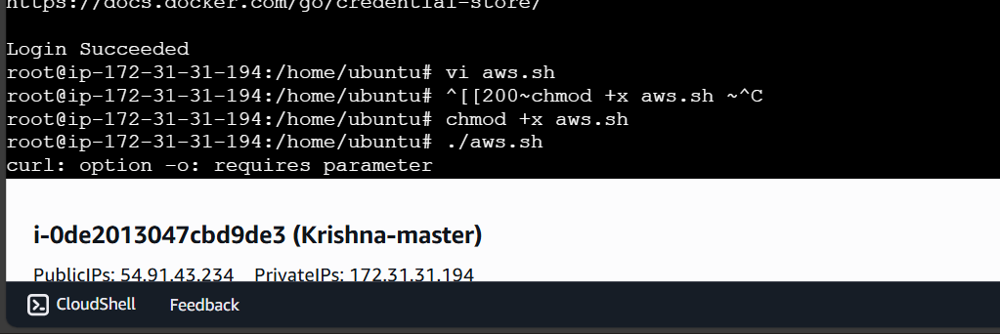 https://docs.docker.com/go/credential-store/
Login Succeeded
root@ip-172-31-31-194:/home/ubuntu# vi aws.sh
root@ip-172-31-31-194:/home/ubuntu# ^[[200~chmod +x aws.sh ~^C
root@ip-172-31-31-194:/home/ubuntu# chmod +x aws.sh
root@ip-172-31-31-194:/home/ubuntu# ./aws.sh
curl: option -o: requires parameter
i-0de2013047cbd9de3 (Krishna-master)
PublicIPs: 54.91.43.234 PrivateIPs: 172.31.31.194
CloudShell Feedback